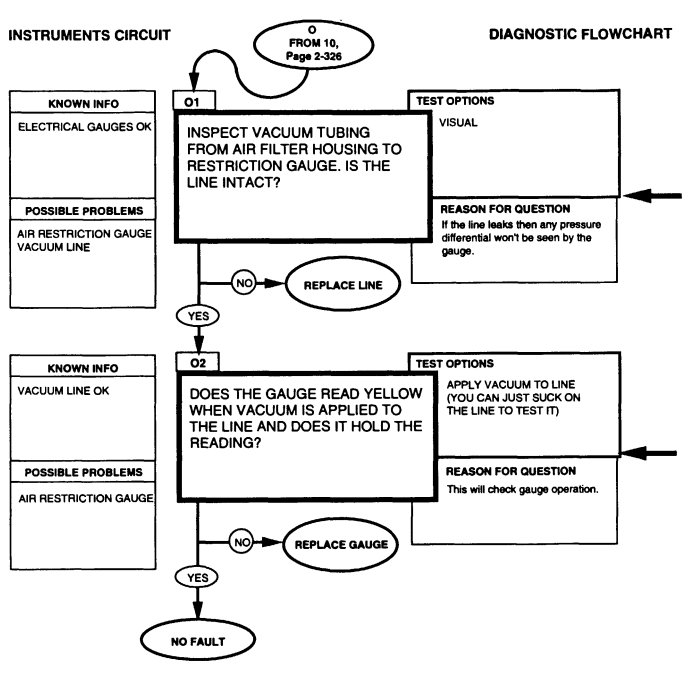 INSTRUMENTS CIRCUIT
O
FROM 10,
Page 2-326
DIAGNOSTIC FLOWCHART
KNOWN INFO
ELECTRICAL GAUGES OK
POSSIBLE PROBLEMS
AIR RESTRICTION GAUGE
VACUUM LINE
O1
INSPECT VACUUM TUBING
FROM AIR FILTER HOUSING TO
RESTRICTION GAUGE. IS THE
LINE INTACT?
TEST OPTIONS
VISUAL
REASON FOR QUESTION
If the line leaks then any pressure
differential won't be seen by the
gauge.
NO
REPLACE LINE
YES
KNOWN INFO
VACUUM LINE OK
POSSIBLE PROBLEMS
AIR RESTRICTION GAUGE
O2
DOES THE GAUGE READ YELLOW
WHEN VACUUM IS APPLIED TO
THE LINE AND DOES IT HOLD THE
READING?
TEST OPTIONS
APPLY VACUUM TO LINE
(YOU CAN JUST SUCK ON
THE LINE TO TEST IT)
REASON FOR QUESTION
This will check gauge operation.
NO
REPLACE GAUGE
YES
NO FAULT